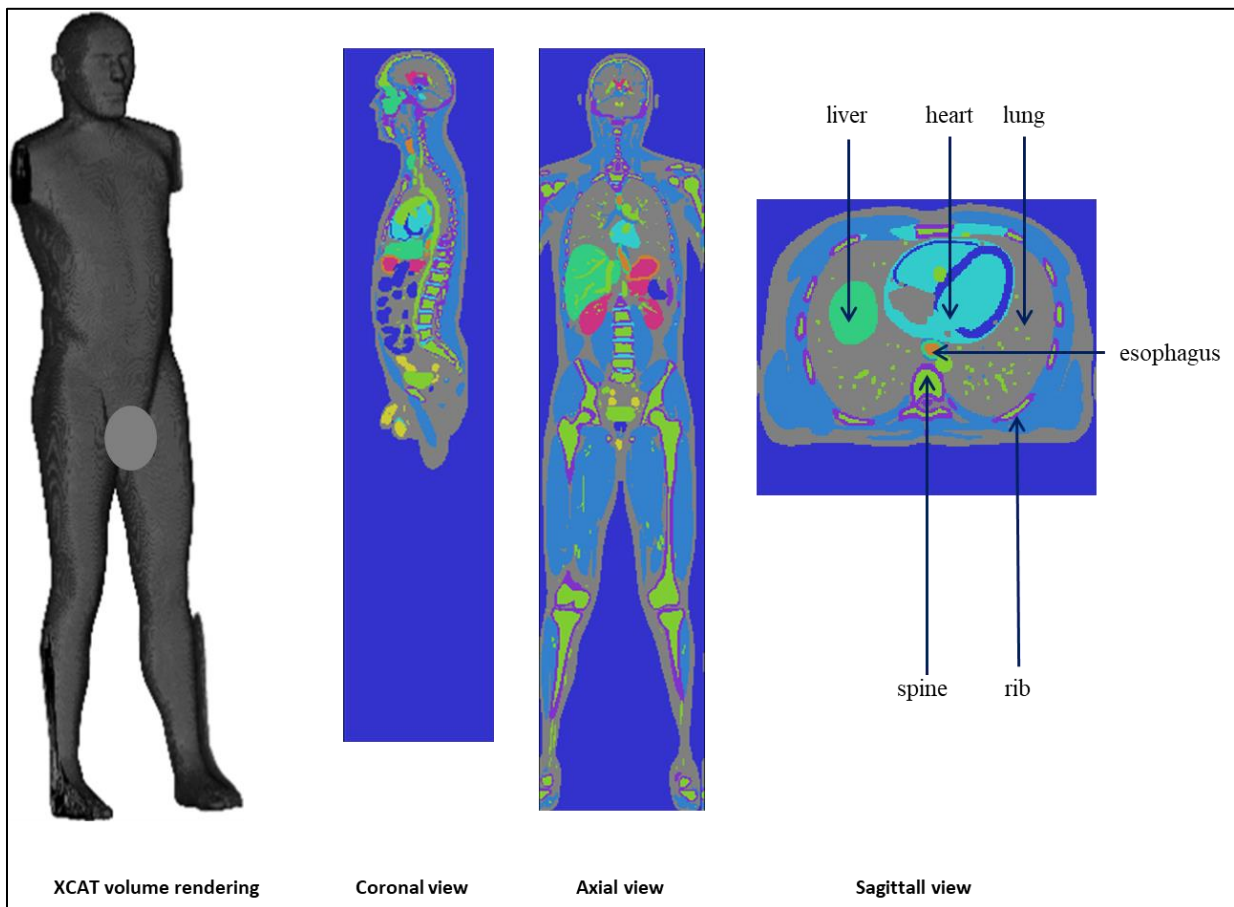 liver heart lung
esophagus
spine rib
XCAT volume rendering Coronal view Axial view Sagittall view